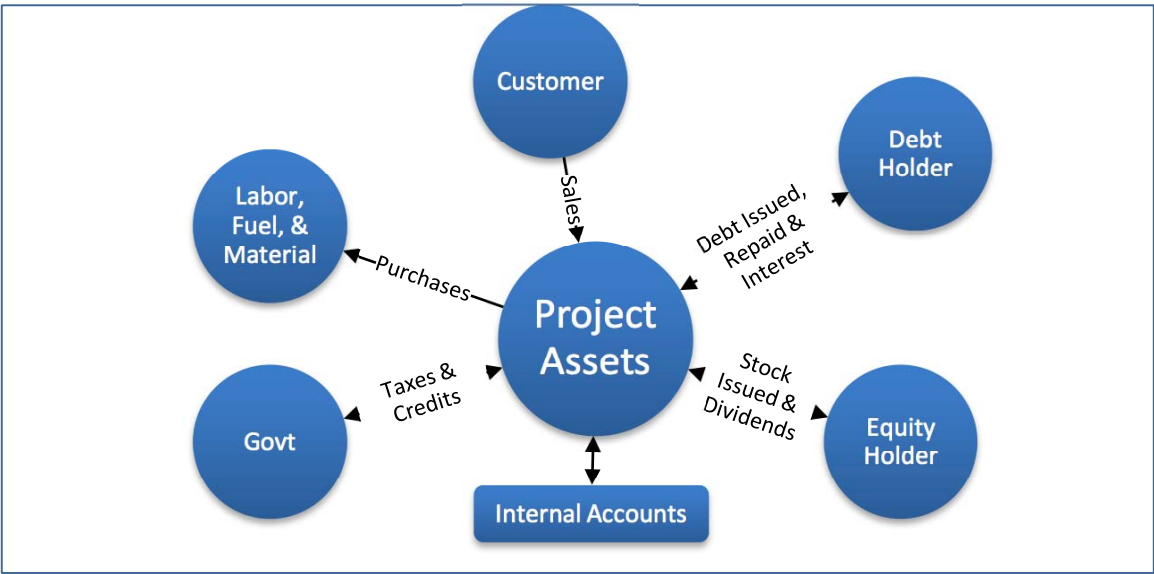 Customer
Debt
Holder
Labor,
Fuel, &
Material
Sales
Debt Issued,
Repaid &
Interest
Purchases
Project
Assets
Taxes &
Credits
Stock
Issued &
Dividends
Govt
Equity
Holder
Internal Accounts